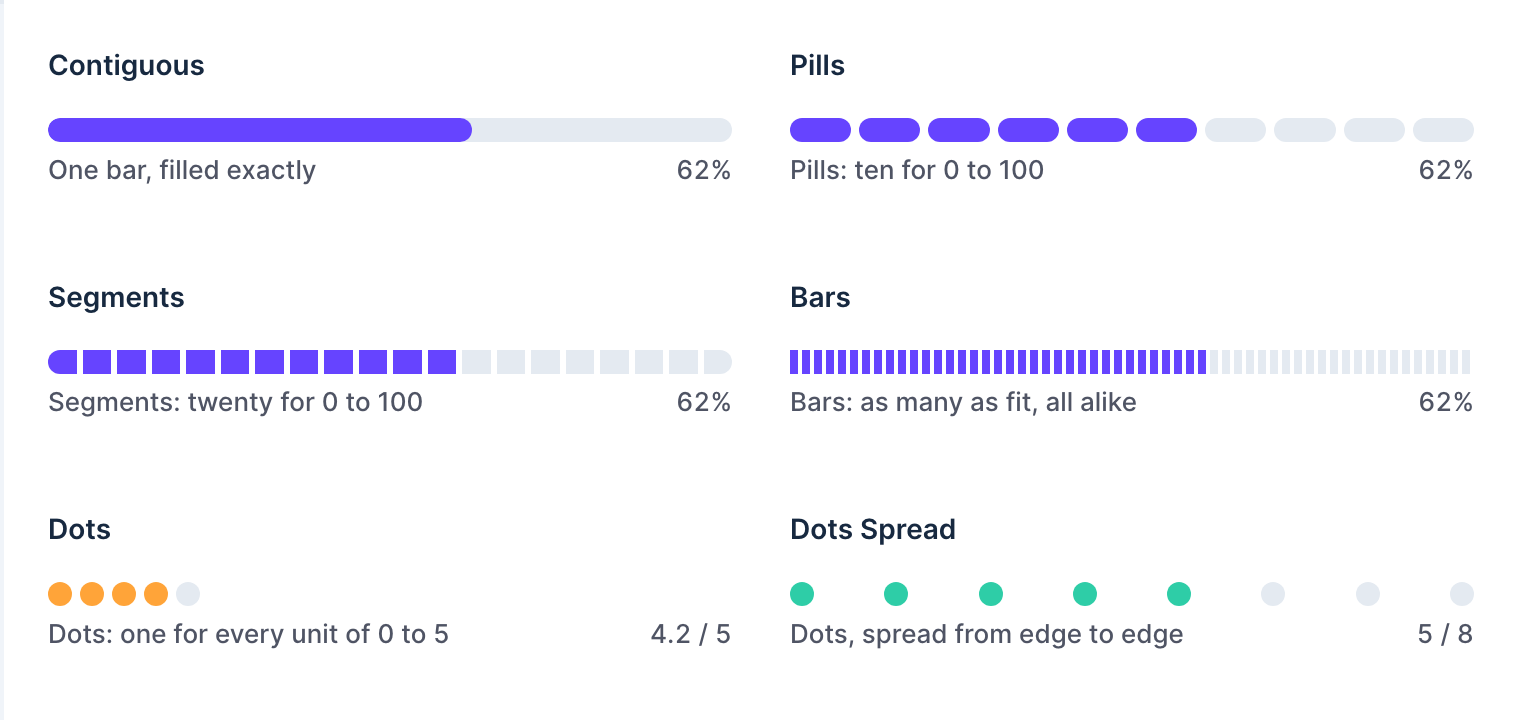 Contiguous
One bar, filled exactly 62%
Pills
Pills: ten for 0 to 100 62%
Segments
Segments: twenty for 0 to 100 62%
Bars
Bars: as many as fit, all alike 62%
Dots
Dots: one for every unit of 0 to 5 4.2 / 5
Dots Spread
Dots, spread from edge to edge 5 / 8